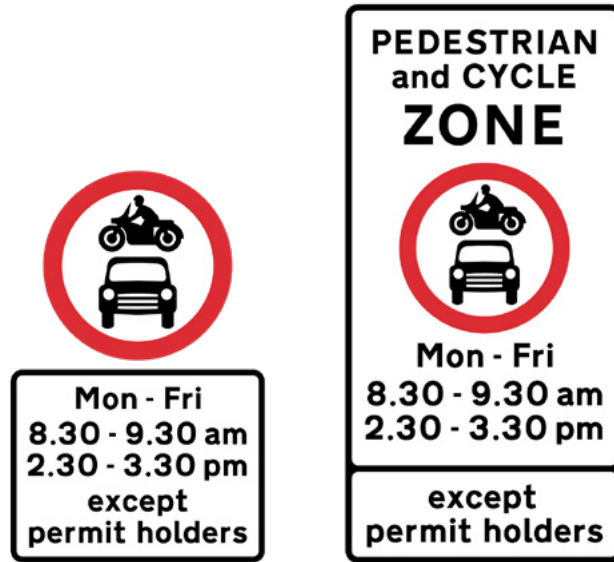 Mon - Fri
8.30 - 9.30 am
2.30 - 3.30 pm
except
permit holders
PEDESTRIAN
and CYCLE
ZONE
Mon - Fri
8.30 - 9.30 am
2.30 - 3.30 pm
except
permit holders